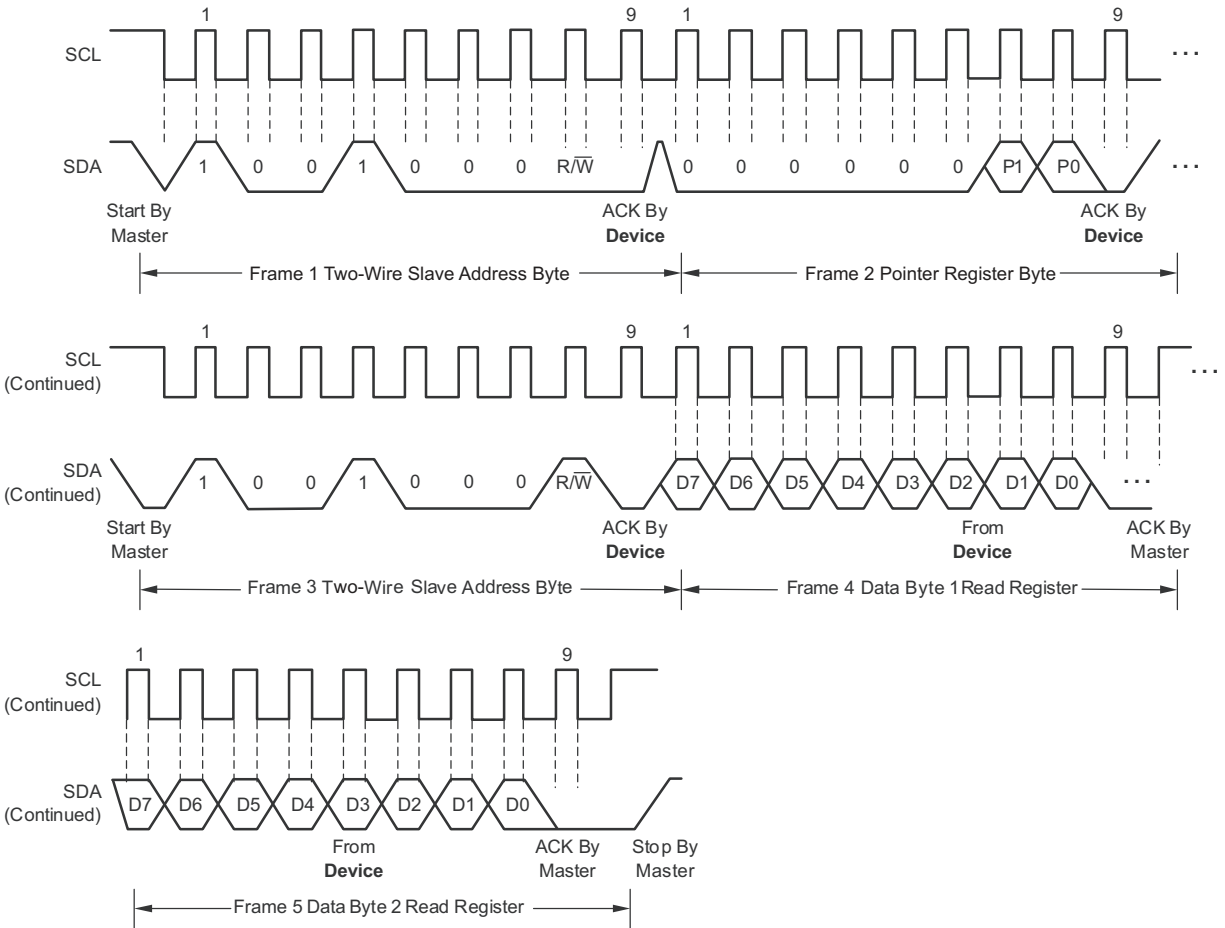 1 9 1 9
SCL ...
SDA 1 0 0 1 0 0 0 R/W̅ 0 0 0 0 0 0 P1 P0 ...
Start By Master ACK By Device ACK By Device
Frame 1 Two-Wire Slave Address Byte Frame 2 Pointer Register Byte
1 9 1 9
SCL (Continued) ...
SDA (Continued) 1 0 0 1 0 0 0 R/W̅ D7 D6 D5 D4 D3 D2 D1 D0 ...
Start By Master ACK By Device From Device ACK By Master
Frame 3 Two-Wire Slave Address Byte Frame 4 Data Byte 1 Read Register
1 9
SCL (Continued)
SDA (Continued) D7 D6 D5 D4 D3 D2 D1 D0
From Device ACK By Master Stop By Master
Frame 5 Data Byte 2 Read Register